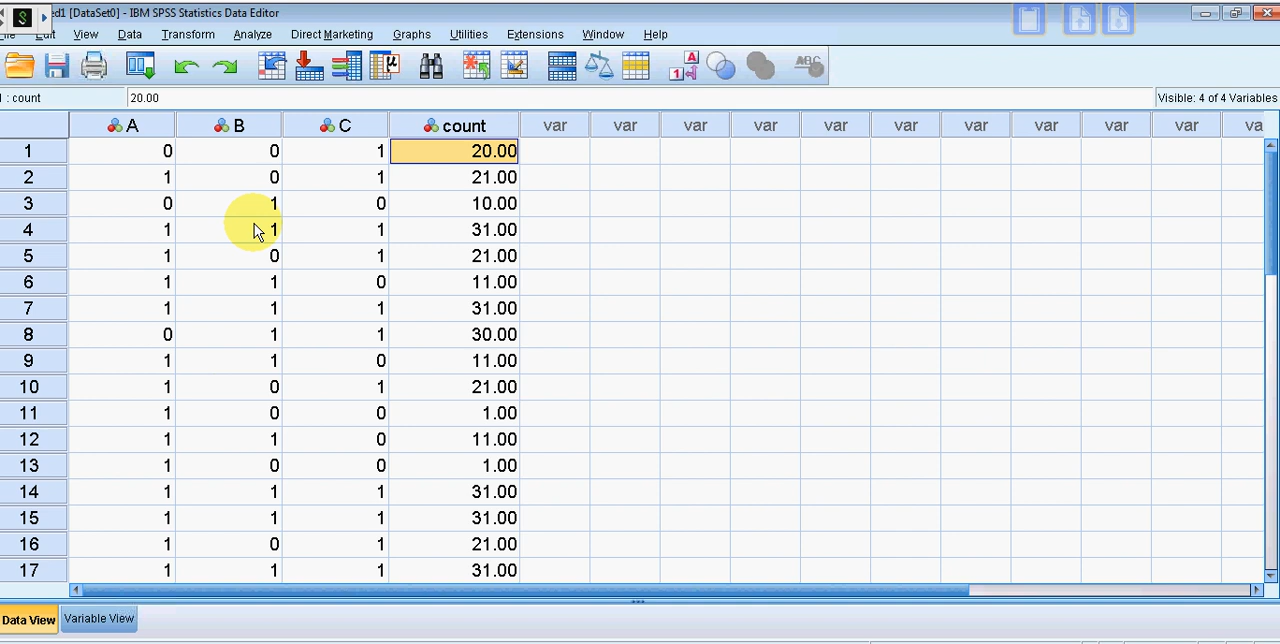 ed1 [DataSet0] - IBM SPSS Statistics Data Editor
View Data Transform Analyze Direct Marketing Graphs Utilities Extensions Window Help
: count 20.00 Visible: 4 of 4 Variables
A B C count var var var var var var var var var var va
1 0 0 1 20.00
2 1 0 1 21.00
3 0 1 0 10.00
4 1 1 1 31.00
5 1 0 1 21.00
6 1 1 0 11.00
7 1 1 1 31.00
8 0 1 1 30.00
9 1 1 0 11.00
10 1 0 1 21.00
11 1 0 0 1.00
12 1 1 0 11.00
13 1 0 0 1.00
14 1 1 1 31.00
15 1 1 1 31.00
16 1 0 1 21.00
17 1 1 1 31.00
Data View Variable View